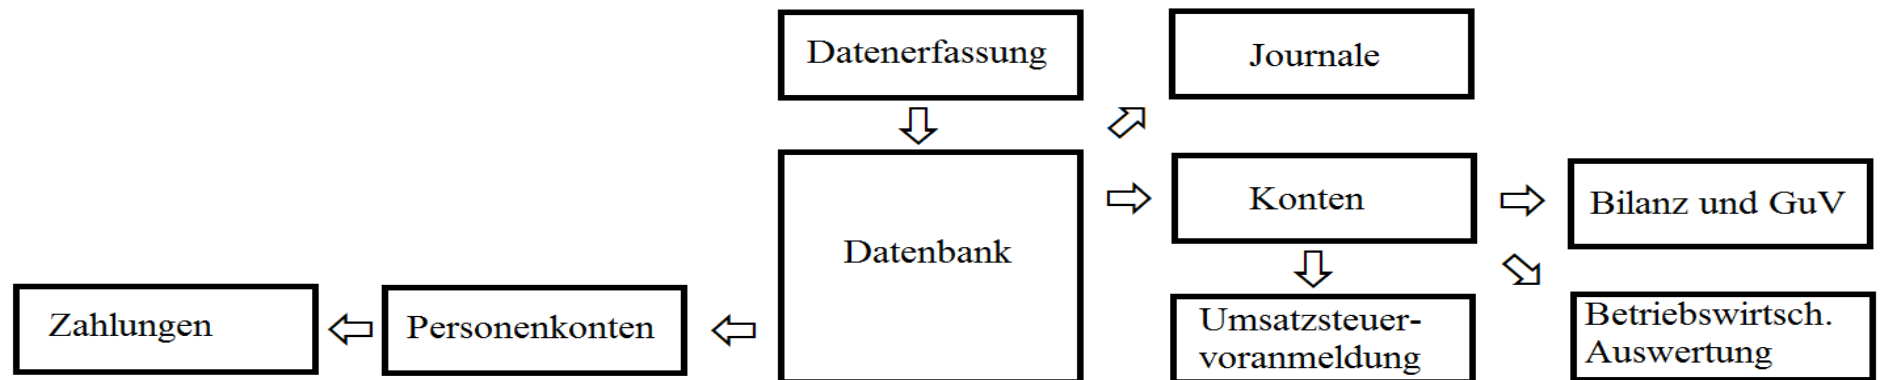 Datenerfassung
Journale
Konten
Bilanz und GuV
Datenbank
Zahlungen
Personenkonten
Umsatzsteuer-
voranmeldung
Betriebswirtsch.
Auswertung